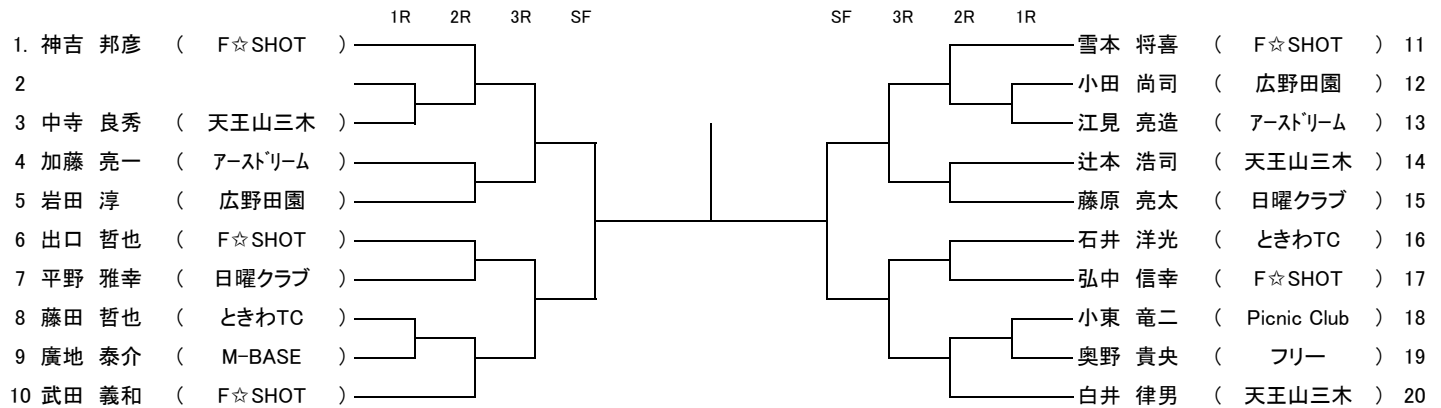 1R 2R 3R SF SF 3R 2R 1R
1. 神吉 邦彦 ( F☆SHOT ) 雪本 将喜 ( F☆SHOT ) 11
2 小田 尚司 ( 広野田園 ) 12
3 中寺 良秀 ( 天王山三木 ) 江見 亮造 ( アースドリーム ) 13
4 加藤 亮一 ( アースドリーム ) 辻本 浩司 ( 天王山三木 ) 14
5 岩田 淳 ( 広野田園 ) 藤原 亮太 ( 日曜クラブ ) 15
6 出口 哲也 ( F☆SHOT ) 石井 洋光 ( ときわTC ) 16
7 平野 雅幸 ( 日曜クラブ ) 弘中 信幸 ( F☆SHOT ) 17
8 藤田 哲也 ( ときわTC ) 小東 竜二 ( Picnic Club ) 18
9 廣地 泰介 ( M-BASE ) 奥野 貴央 ( フリー ) 19
10 武田 義和 ( F☆SHOT ) 白井 律男 ( 天王山三木 ) 20